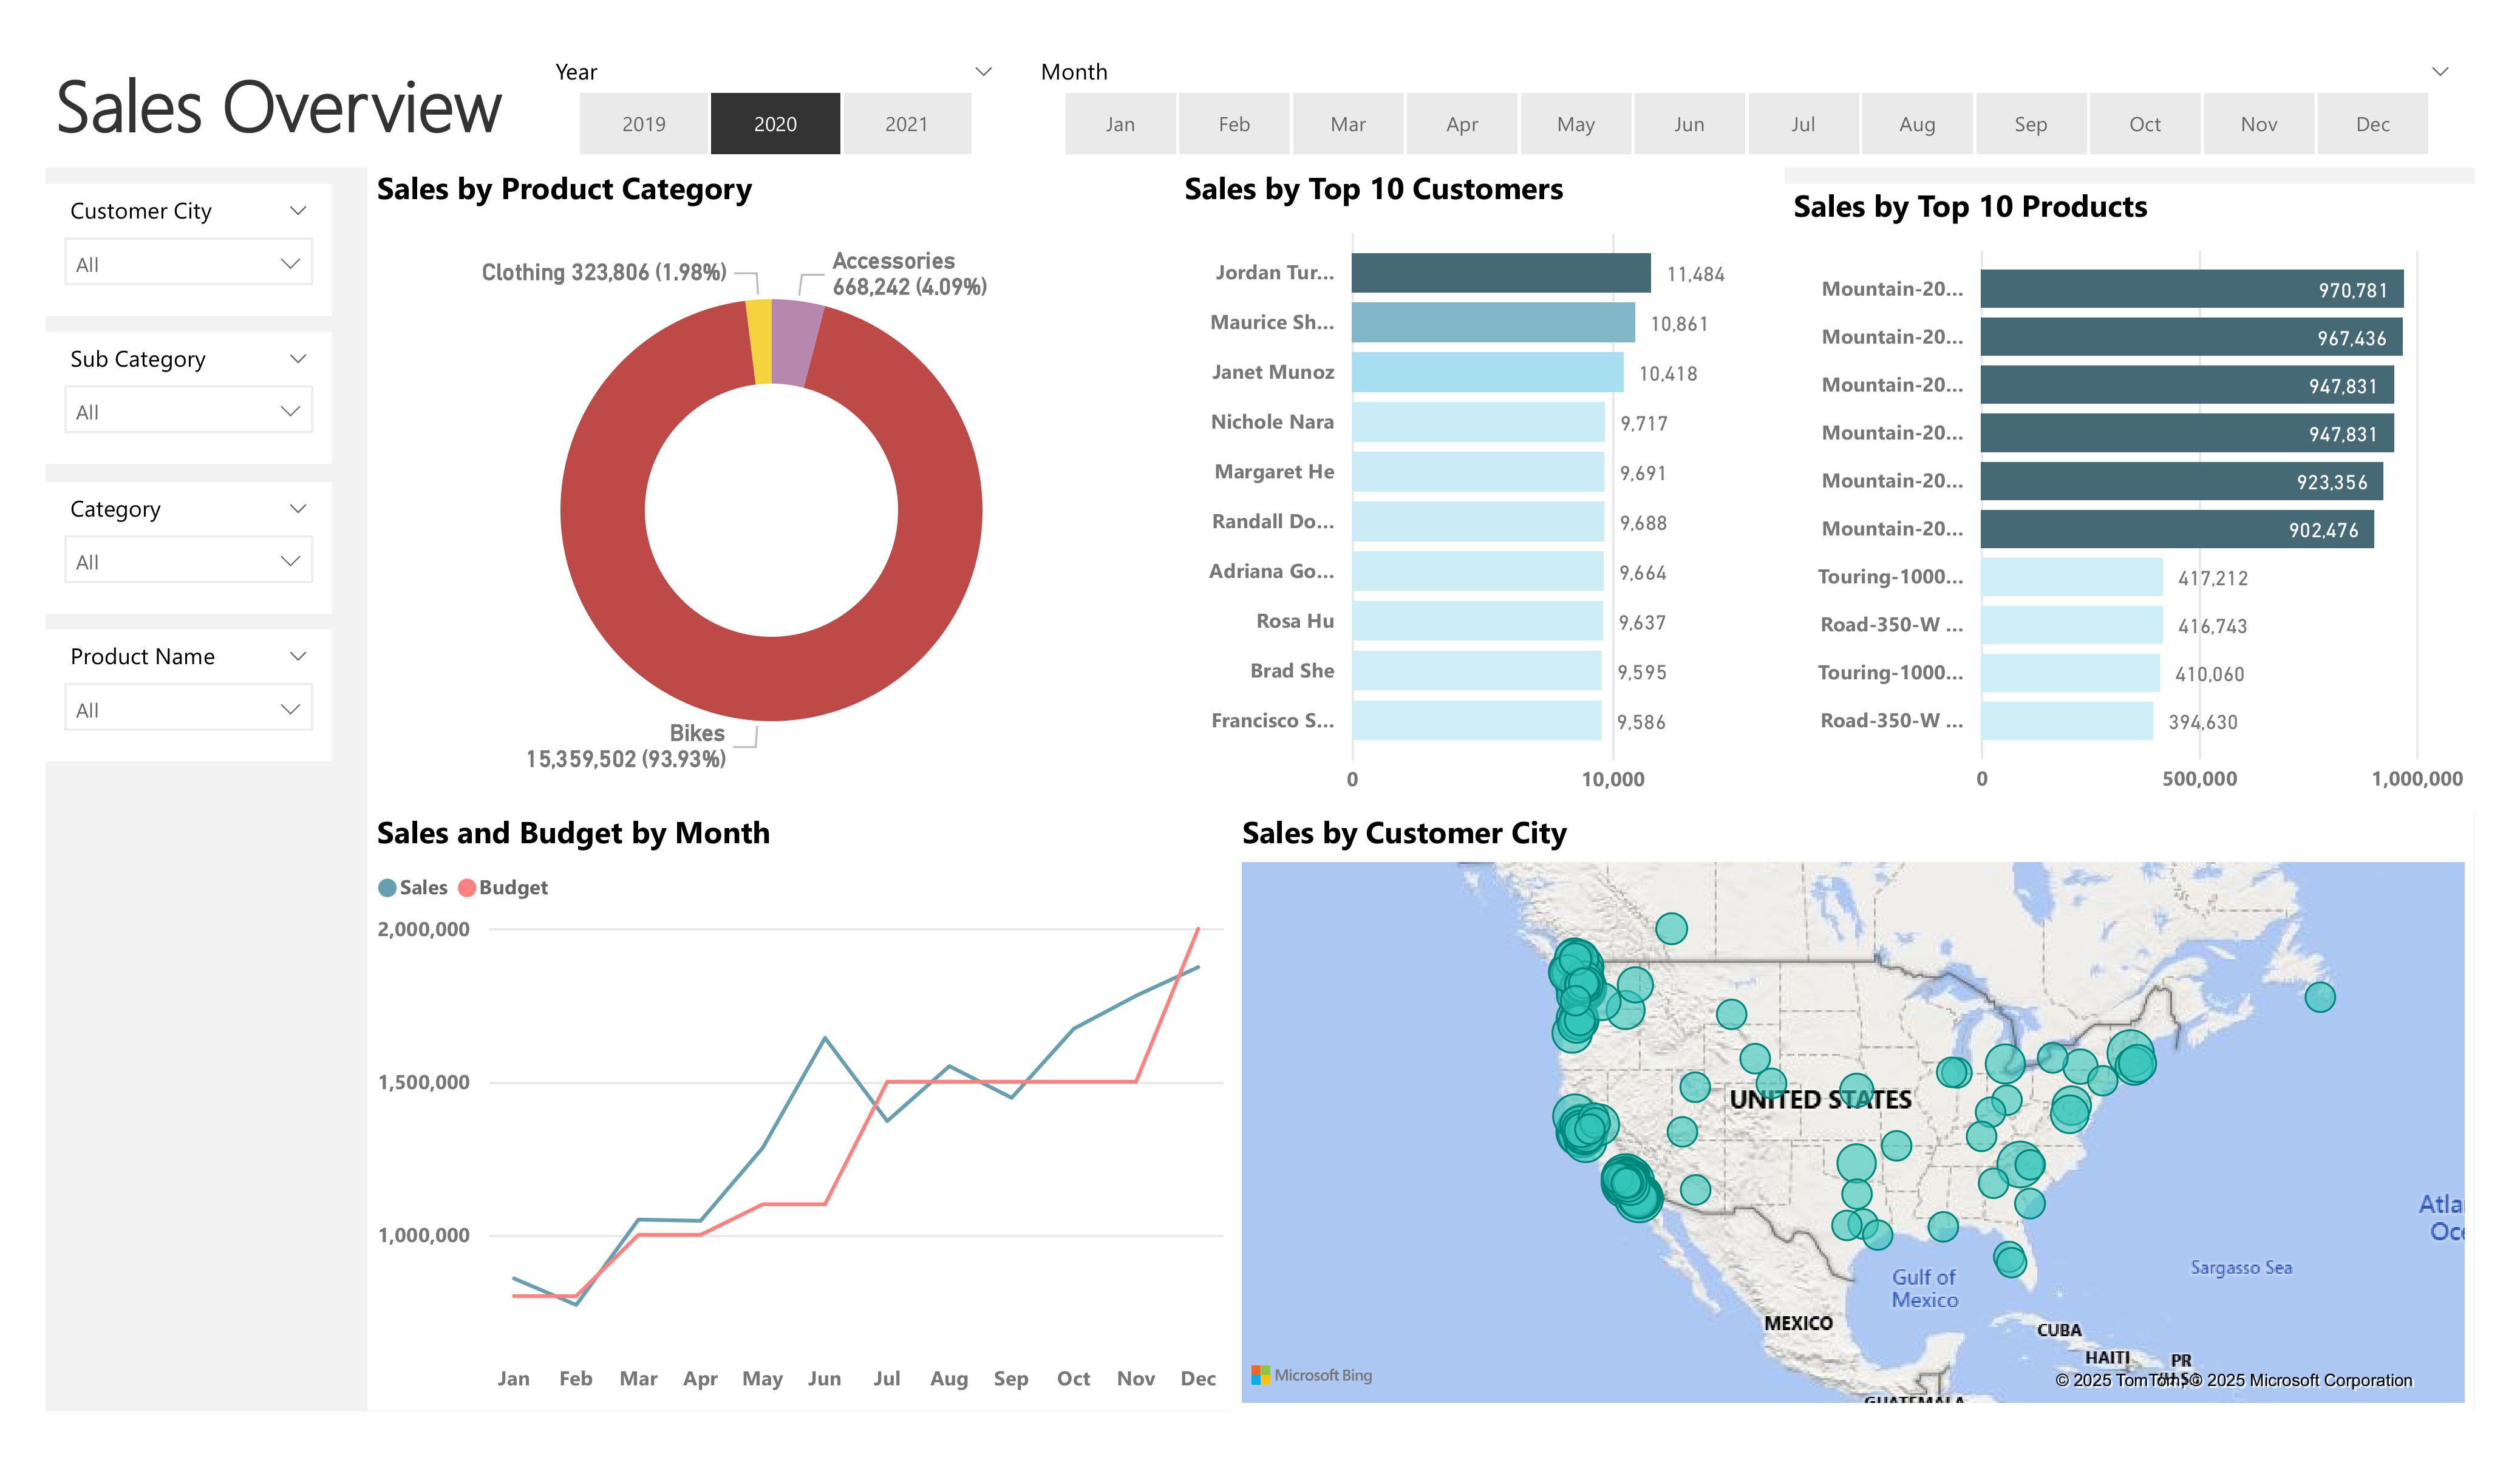 Sales Overview
Year
2019 2020 2021
Month
Jan Feb Mar Apr May Jun Jul Aug Sep Oct Nov Dec
Customer City
All
Sub Category
All
Category
All
Product Name
All
Sales by Product Category
Clothing 323,806 (1.98%)
Accessories
668,242 (4.09%)
Bikes
15,359,502 (93.93%)
Sales by Top 10 Customers
Jordan Tur... 11,484
Maurice Sh... 10,861
Janet Munoz 10,418
Nichole Nara 9,717
Margaret He 9,691
Randall Do... 9,688
Adriana Go... 9,664
Rosa Hu 9,637
Brad She 9,595
Francisco S... 9,586
0 10,000
Sales by Top 10 Products
Mountain-20... 970,781
Mountain-20... 967,436
Mountain-20... 947,831
Mountain-20... 947,831
Mountain-20... 923,356
Mountain-20... 902,476
Touring-1000... 417,212
Road-350-W ... 416,743
Touring-1000... 410,060
Road-350-W ... 394,630
0 500,000 1,000,000
Sales and Budget by Month
Sales Budget
2,000,000
1,500,000
1,000,000
Jan Feb Mar Apr May Jun Jul Aug Sep Oct Nov Dec
Sales by Customer City
UNITED STATES
Atla
Oc
Sargasso Sea
Gulf of
Mexico
MEXICO
CUBA
HAITI
PR
Microsoft Bing
© 2025 TomTom, © 2025 Microsoft Corporation
GUATEMALA